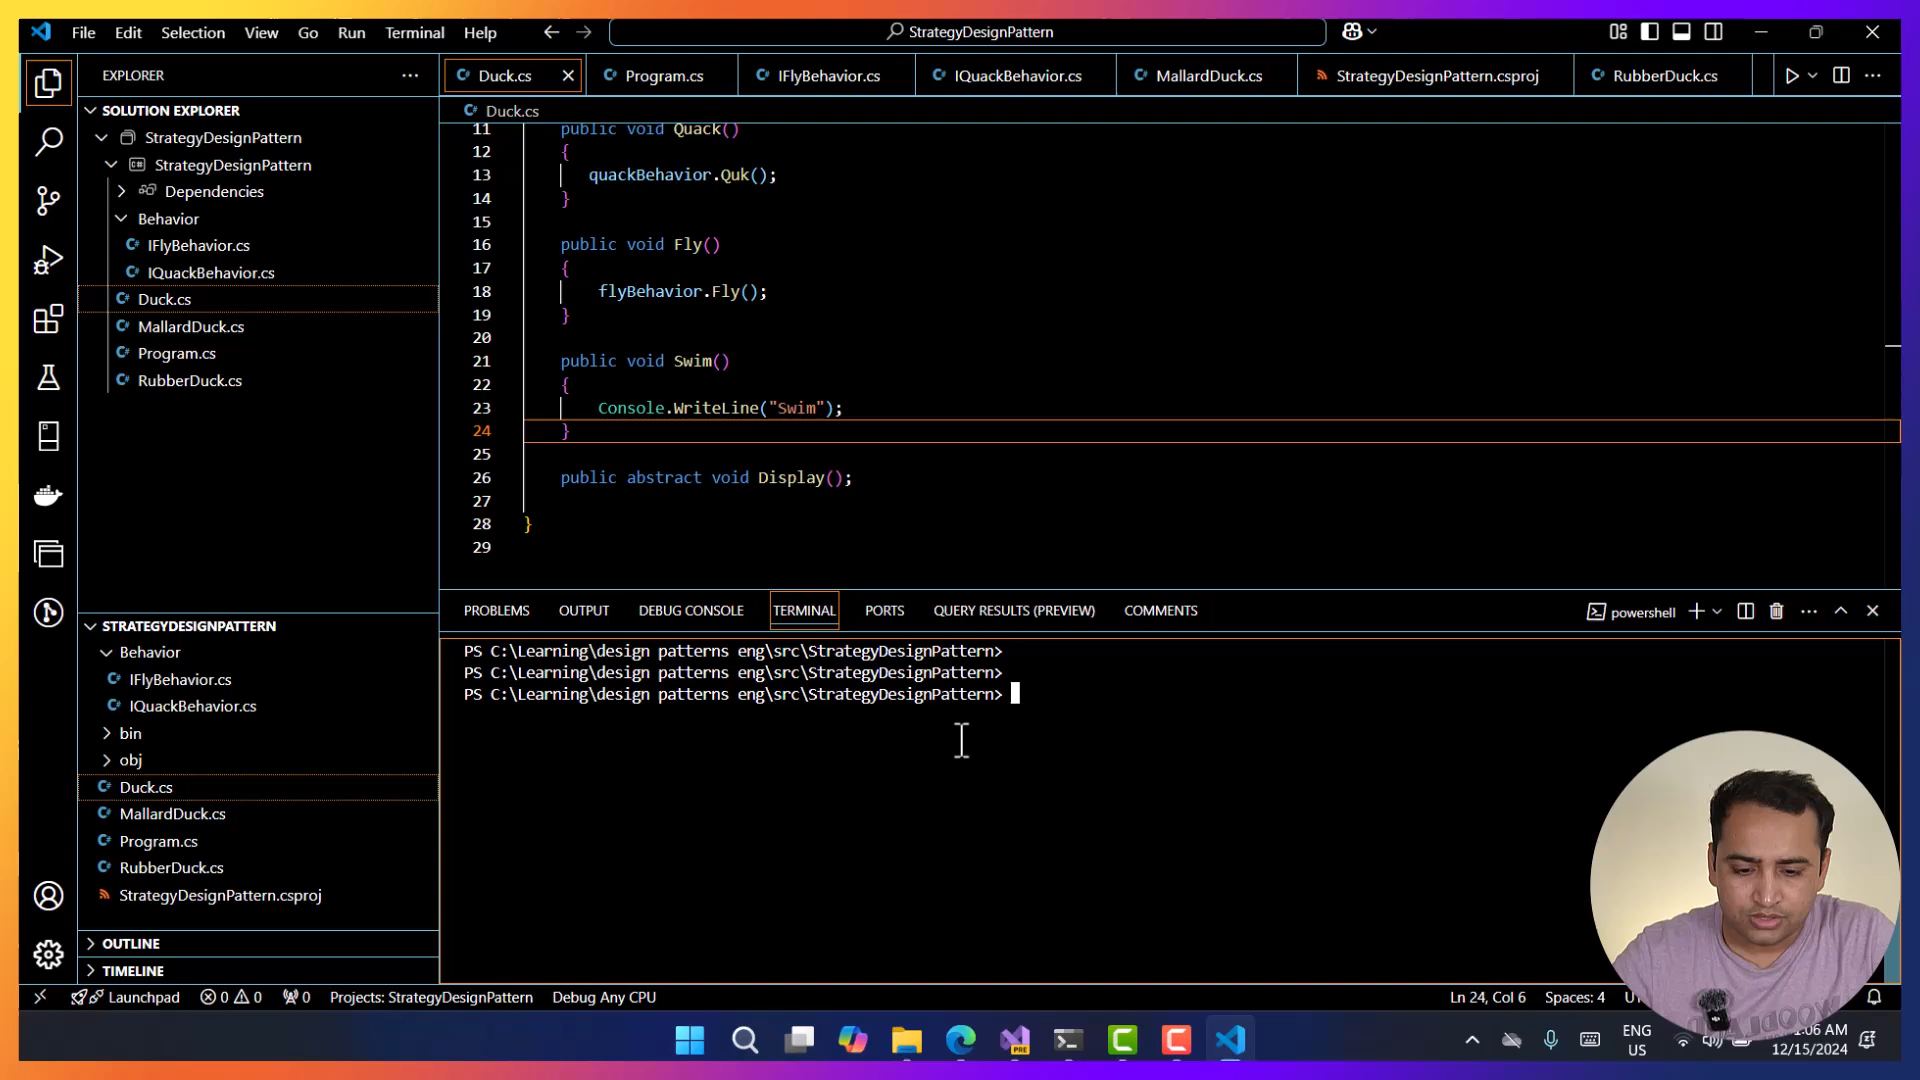 File Edit Selection View Go Run Terminal Help
StrategyDesignPattern
EXPLORER
Duck.cs
Program.cs
IFlyBehavior.cs
IQuackBehavior.cs
MallardDuck.cs
StrategyDesignPattern.csproj
RubberDuck.cs
SOLUTION EXPLORER
StrategyDesignPattern
StrategyDesignPattern
Dependencies
Behavior
IFlyBehavior.cs
IQuackBehavior.cs
Duck.cs
MallardDuck.cs
Program.cs
RubberDuck.cs
Duck.cs
11 public void Quack()
12 {
13 quackBehavior.Quk();
14 }
15
16 public void Fly()
17 {
18 flyBehavior.Fly();
19 }
20
21 public void Swim()
22 {
23 Console.WriteLine("Swim");
24 }
25
26 public abstract void Display();
27
28 }
29
STRATEGYDESIGNPATTERN
Behavior
IFlyBehavior.cs
IQuackBehavior.cs
bin
obj
Duck.cs
MallardDuck.cs
Program.cs
RubberDuck.cs
StrategyDesignPattern.csproj
OUTLINE
TIMELINE
PROBLEMS OUTPUT DEBUG CONSOLE TERMINAL PORTS QUERY RESULTS (PREVIEW) COMMENTS
powershell
PS C:\Learning\design patterns eng\src\StrategyDesignPattern>
PS C:\Learning\design patterns eng\src\StrategyDesignPattern>
PS C:\Learning\design patterns eng\src\StrategyDesignPattern>
Launchpad 0 0 0 Projects: StrategyDesignPattern Debug Any CPU
Ln 24, Col 6 Spaces: 4
PRE
ENG
US
:06 AM
12/15/2024